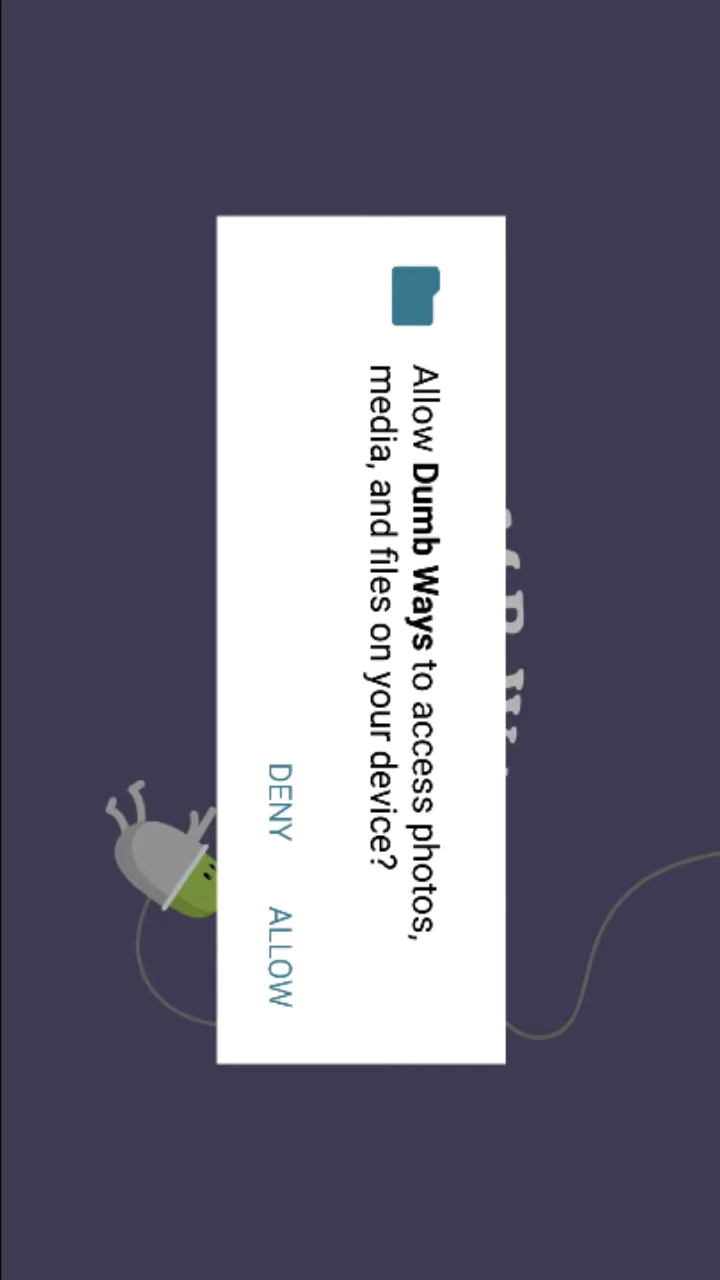 Allow Dumb Ways to access photos,
media, and files on your device?
DENY
ALLOW